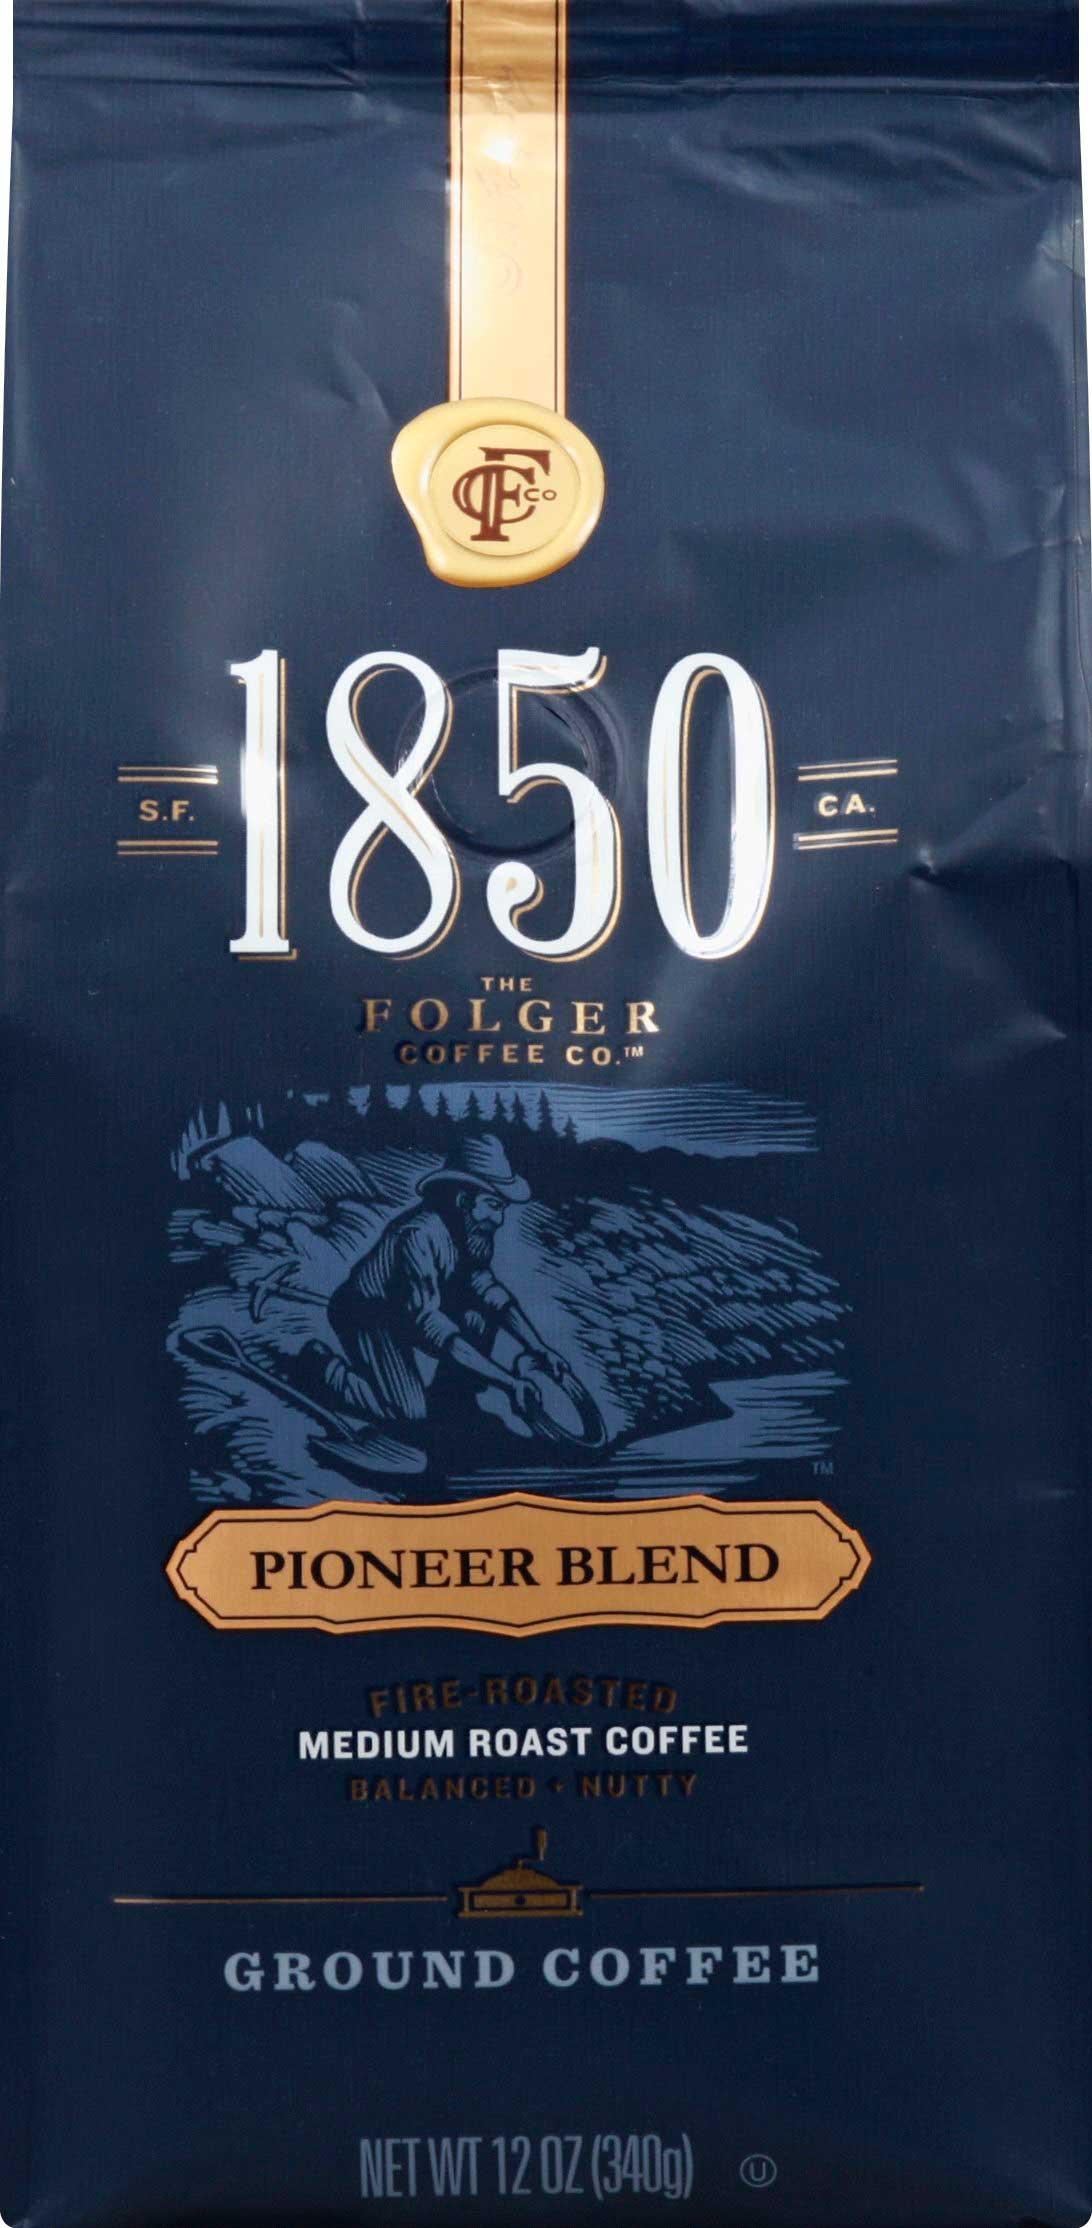 FC CO
1850
S.F.
CA.
THE
FOLGER
COFFEE CO.™
TM
PIONEER BLEND
FIRE-ROASTED
MEDIUM ROAST COFFEE
BALANCED + NUTTY
GROUND COFFEE
NET WT 12 OZ (340g) U